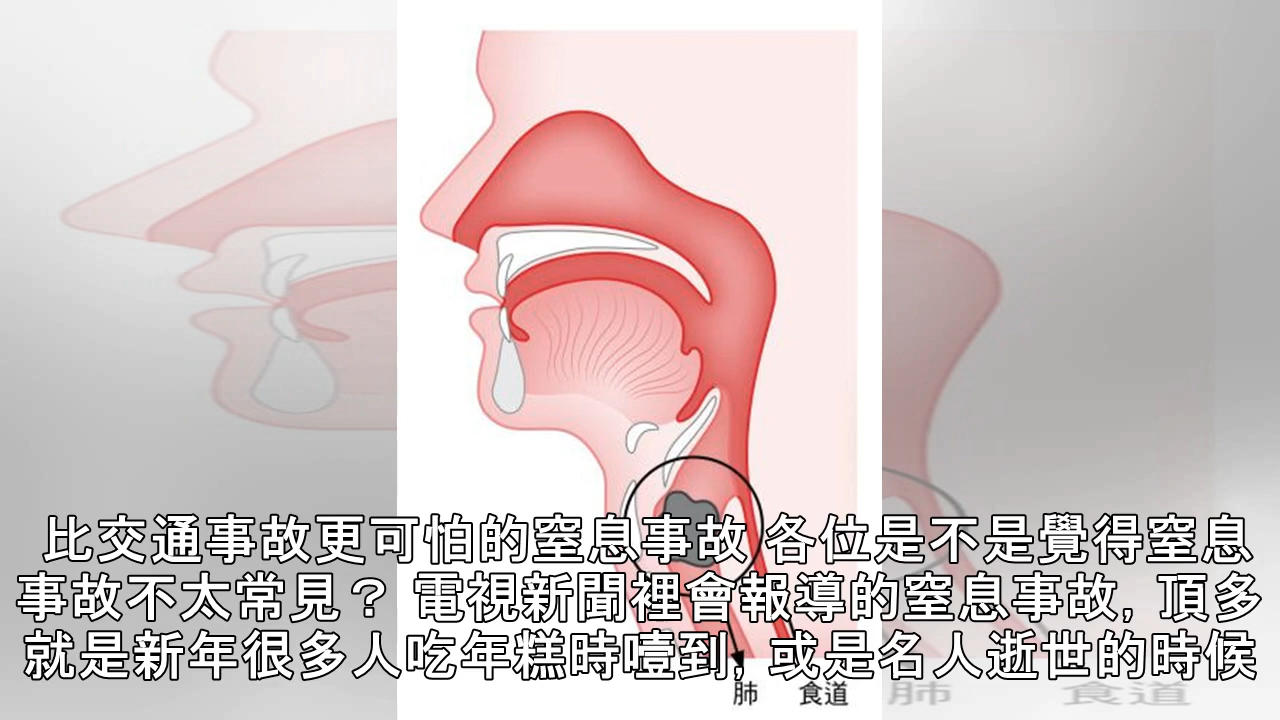 比交通事故更可怕的窒息事故 各位是不是覺得窒息
事故不太常見？ 電視新聞裡會報導的窒息事故, 頂多
就是新年很多人吃年糕時噎到, 或是名人逝世的時候
肺 食道 肺 食道